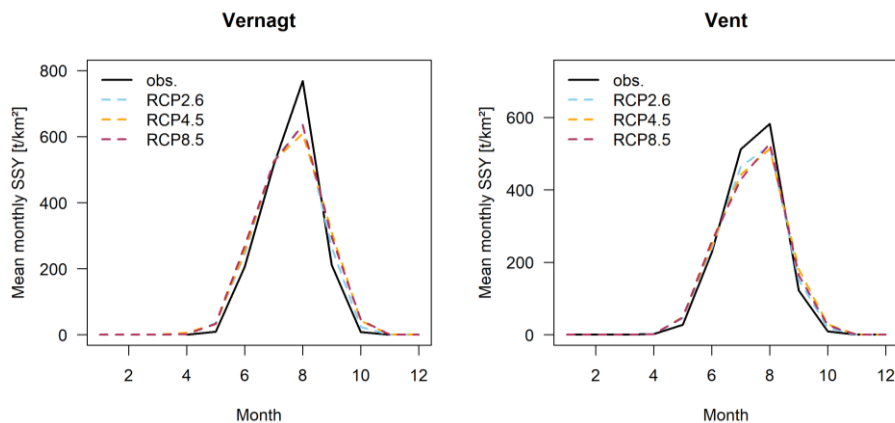 Vernagt
Mean monthly SSY [t/km²]
800
600
400
200
0
obs.
RCP2.6
RCP4.5
RCP8.5
2 4 6 8 10 12
Month
Vent
Mean monthly SSY [t/km²]
600
400
200
0
obs.
RCP2.6
RCP4.5
RCP8.5
2 4 6 8 10 12
Month